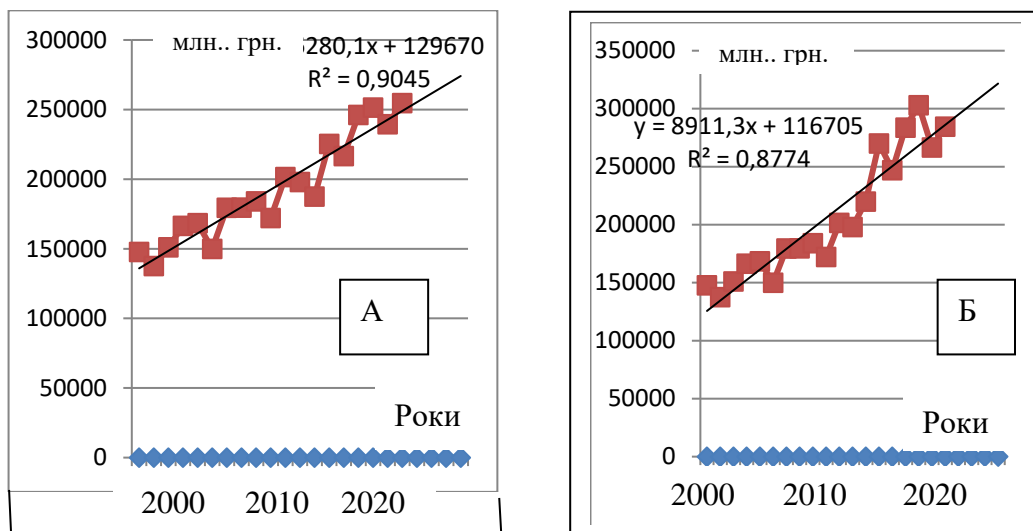 300000
250000
200000
150000
100000
50000
0
млн.. грн.
280,1x + 129670
R² = 0,9045
А
Роки
2000 2010 2020
350000
300000
250000
200000
150000
100000
50000
0
млн.. грн.
y = 8911,3x + 116705
R² = 0,8774
Б
Роки
2000 2010 2020